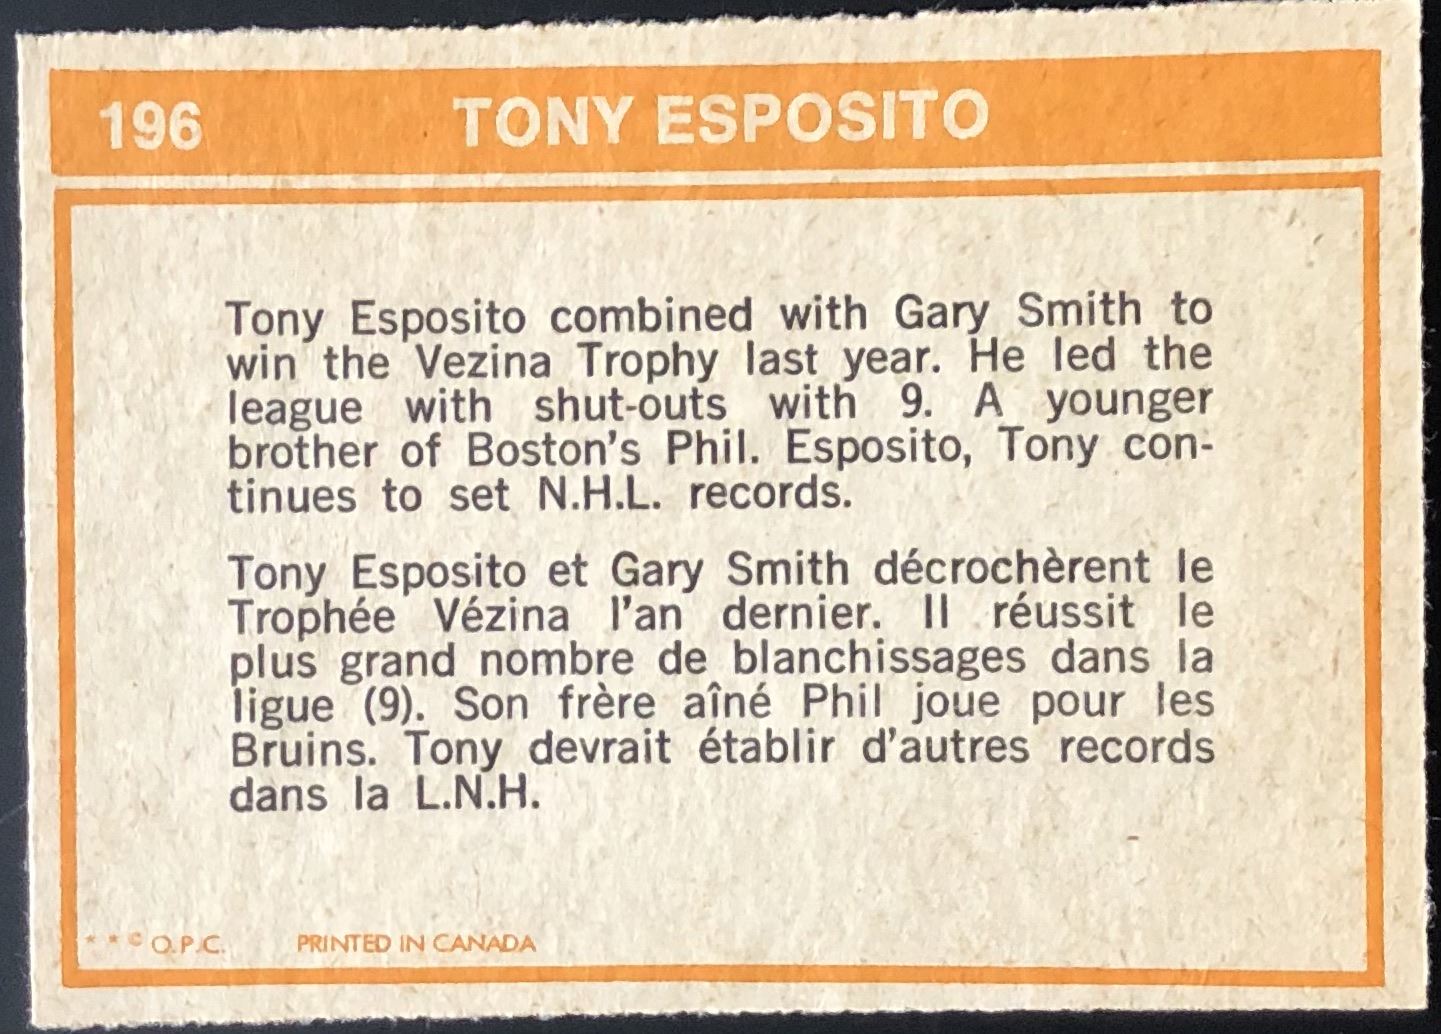 196 TONY ESPOSITO
Tony Esposito combined with Gary Smith to
win the Vezina Trophy last year. He led the
league with shut-outs with 9. A younger
brother of Boston's Phil. Esposito, Tony con-
tinues to set N.H.L. records.
Tony Esposito et Gary Smith décrochèrent le
Trophée Vézina l'an dernier. Il réussit le
plus grand nombre de blanchissages dans la
ligue (9). Son frère aîné Phil joue pour les
Bruins. Tony devrait établir d'autres records
dans la L.N.H.
* * © O.P.C. PRINTED IN CANADA